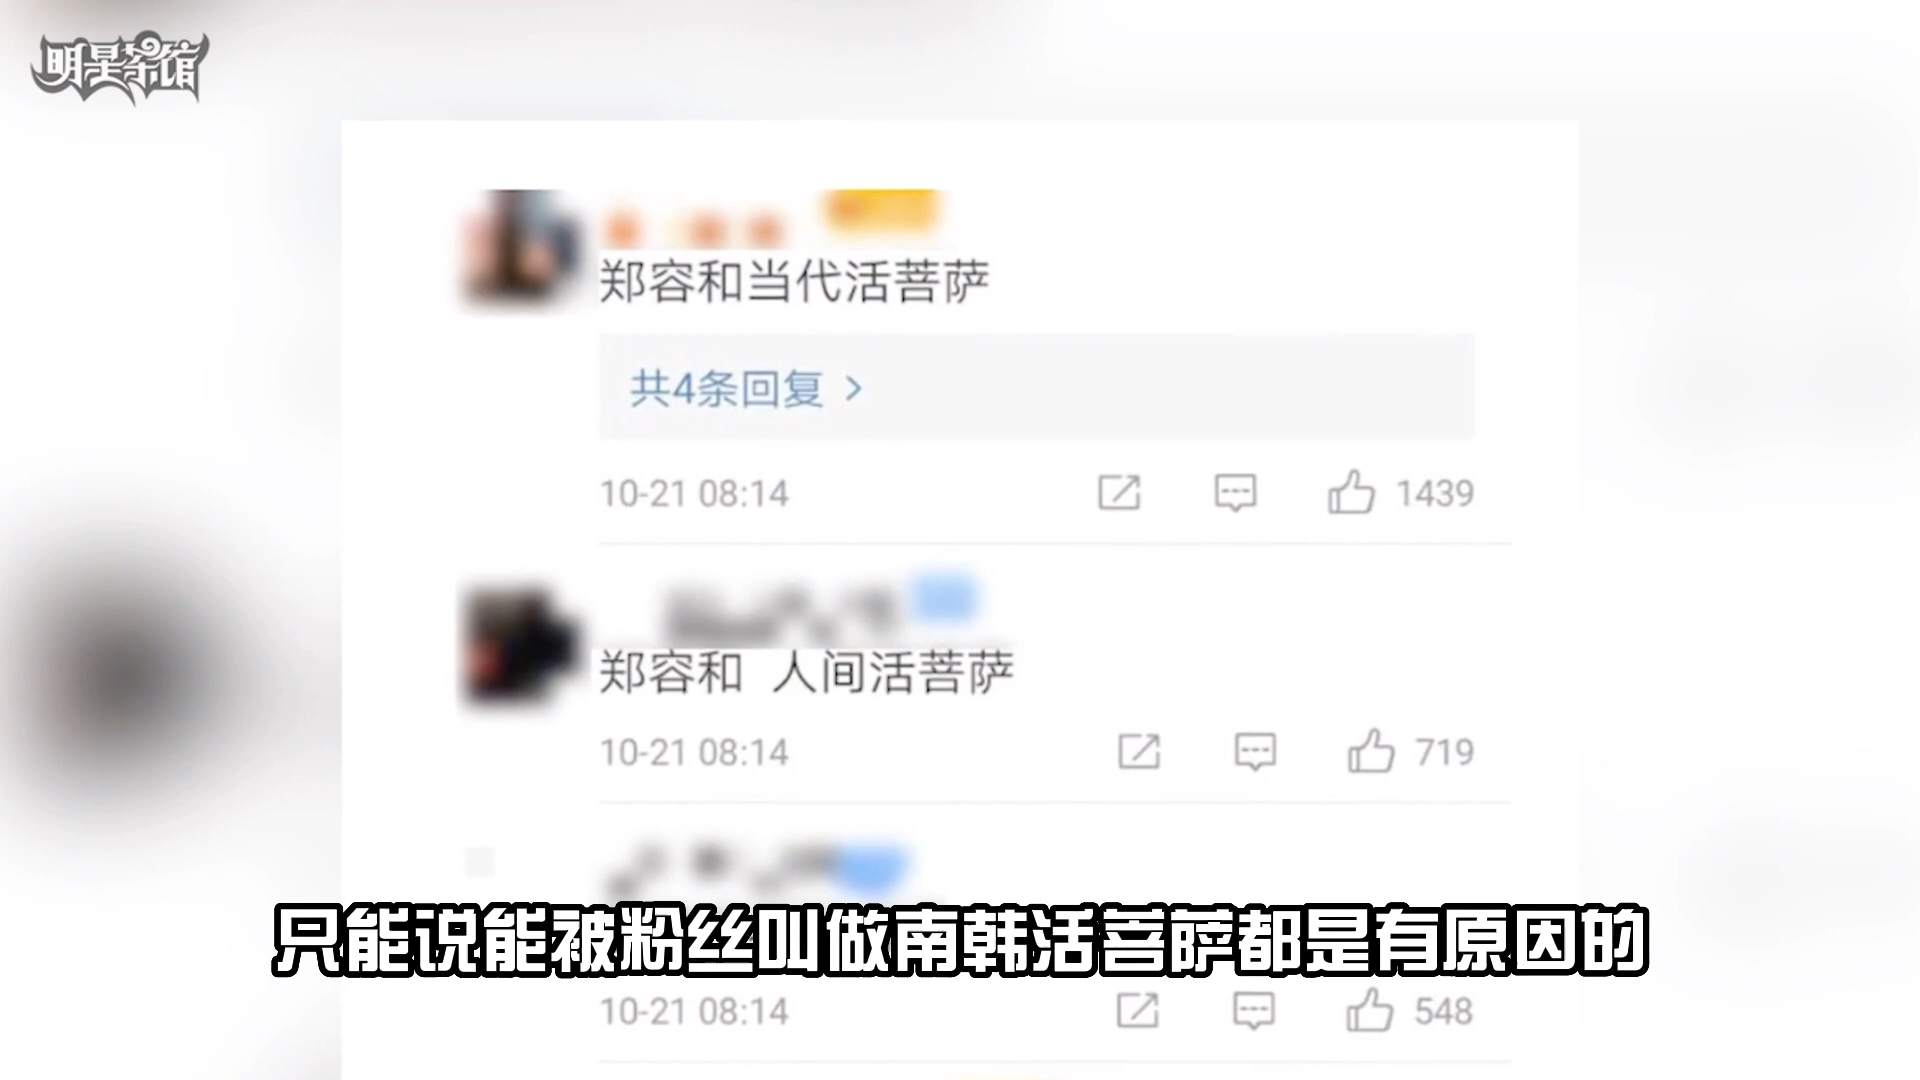 明星茶馆
郑容和当代活菩萨
共4条回复 >
10-21 08:14 1439
郑容和 人间活菩萨
10-21 08:14 719
只能说能被粉丝叫做南韩活菩萨都是有原因的
10-21 08:14 548